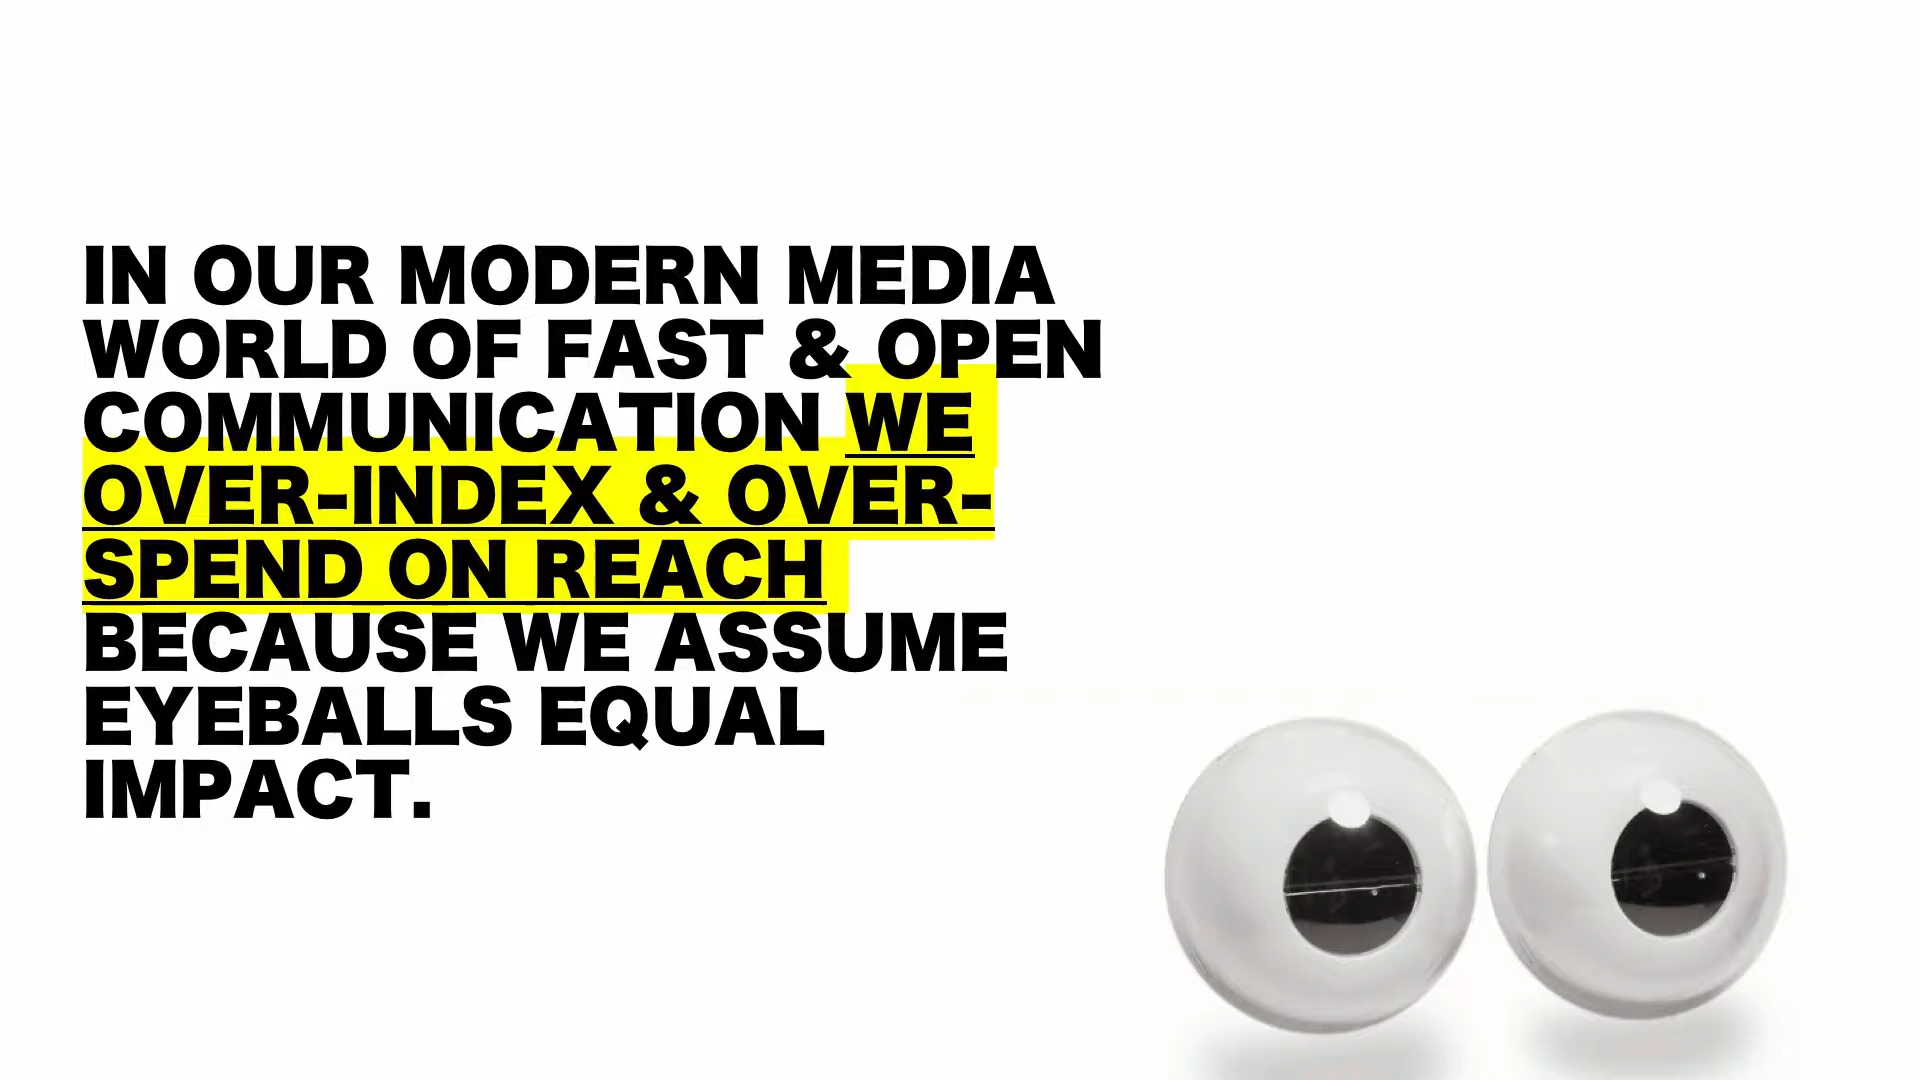 IN OUR MODERN MEDIA
WORLD OF FAST & OPEN
COMMUNICATION WE
OVER-INDEX & OVER-
SPEND ON REACH
BECAUSE WE ASSUME
EYEBALLS EQUAL
IMPACT.